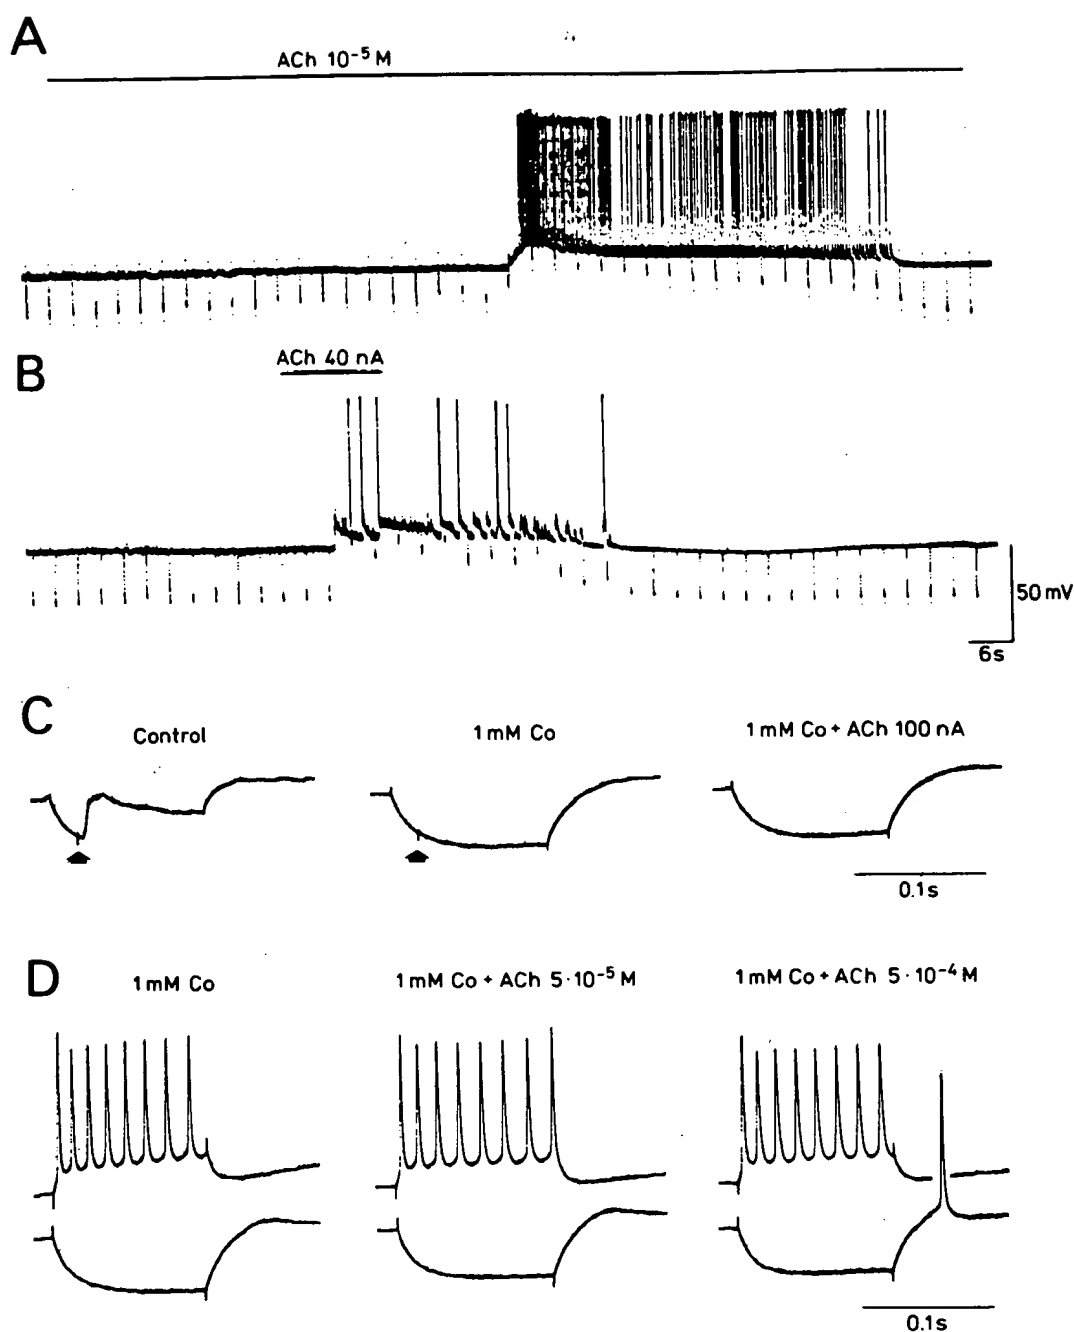 A
ACh 10⁻⁵ M
B
ACh 40 nA
50 mV
6s
C
Control
1 mM Co
1 mM Co + ACh 100 nA
0.1s
D
1 mM Co
1 mM Co + ACh 5·10⁻⁵ M
1 mM Co + ACh 5·10⁻⁴ M
0.1s